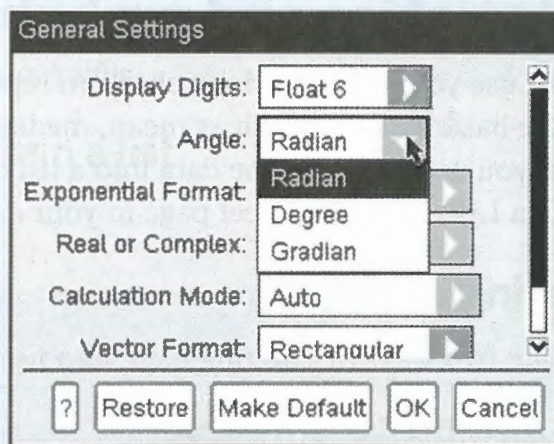 General Settings
Display Digits: Float 6
Angle: Radian
Radian
Exponential Format:
Degree
Real or Complex:
Gradian
Calculation Mode: Auto
Vector Format: Rectangular
? Restore Make Default OK Cancel